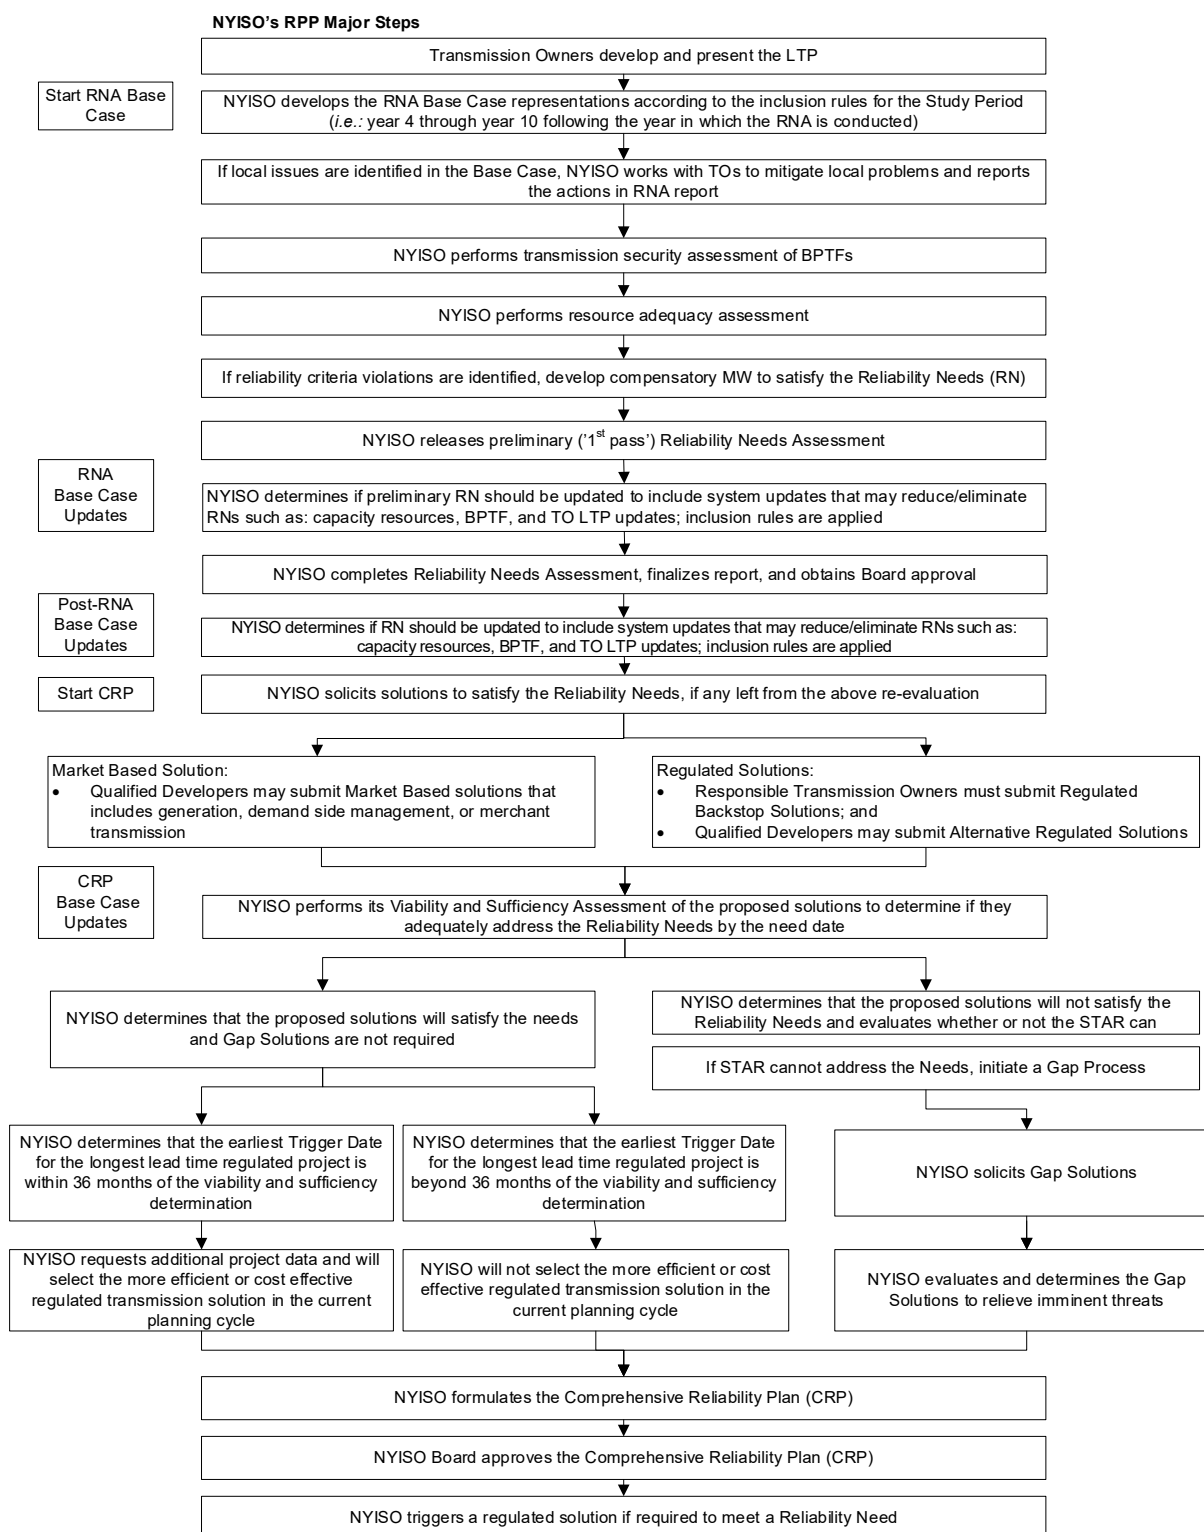 NYISO's RPP Major Steps
Transmission Owners develop and present the LTP
Start RNA Base
Case
NYISO develops the RNA Base Case representations according to the inclusion rules for the Study Period
(i.e.: year 4 through year 10 following the year in which the RNA is conducted)
If local issues are identified in the Base Case, NYISO works with TOs to mitigate local problems and reports
the actions in RNA report
NYISO performs transmission security assessment of BPTFs
NYISO performs resource adequacy assessment
If reliability criteria violations are identified, develop compensatory MW to satisfy the Reliability Needs (RN)
NYISO releases preliminary ('1st pass') Reliability Needs Assessment
RNA
Base Case
Updates
NYISO determines if preliminary RN should be updated to include system updates that may reduce/eliminate
RNs such as: capacity resources, BPTF, and TO LTP updates; inclusion rules are applied
NYISO completes Reliability Needs Assessment, finalizes report, and obtains Board approval
Post-RNA
Base Case
Updates
NYISO determines if RN should be updated to include system updates that may reduce/eliminate RNs such as:
capacity resources, BPTF, and TO LTP updates; inclusion rules are applied
Start CRP
NYISO solicits solutions to satisfy the Reliability Needs, if any left from the above re-evaluation
Market Based Solution:
• Qualified Developers may submit Market Based solutions that
includes generation, demand side management, or merchant
transmission
Regulated Solutions:
• Responsible Transmission Owners must submit Regulated
Backstop Solutions; and
• Qualified Developers may submit Alternative Regulated Solutions
CRP
Base Case
Updates
NYISO performs its Viability and Sufficiency Assessment of the proposed solutions to determine if they
adequately address the Reliability Needs by the need date
NYISO determines that the proposed solutions will satisfy the needs
and Gap Solutions are not required
NYISO determines that the proposed solutions will not satisfy the
Reliability Needs and evaluates whether or not the STAR can
If STAR cannot address the Needs, initiate a Gap Process
NYISO determines that the earliest Trigger Date
for the longest lead time regulated project is
within 36 months of the viability and sufficiency
determination
NYISO determines that the earliest Trigger Date
for the longest lead time regulated project is
beyond 36 months of the viability and sufficiency
determination
NYISO solicits Gap Solutions
NYISO requests additional project data and will
select the more efficient or cost effective
regulated transmission solution in the current
planning cycle
NYISO will not select the more efficient or cost
effective regulated transmission solution in the
current planning cycle
NYISO evaluates and determines the Gap
Solutions to relieve imminent threats
NYISO formulates the Comprehensive Reliability Plan (CRP)
NYISO Board approves the Comprehensive Reliability Plan (CRP)
NYISO triggers a regulated solution if required to meet a Reliability Need